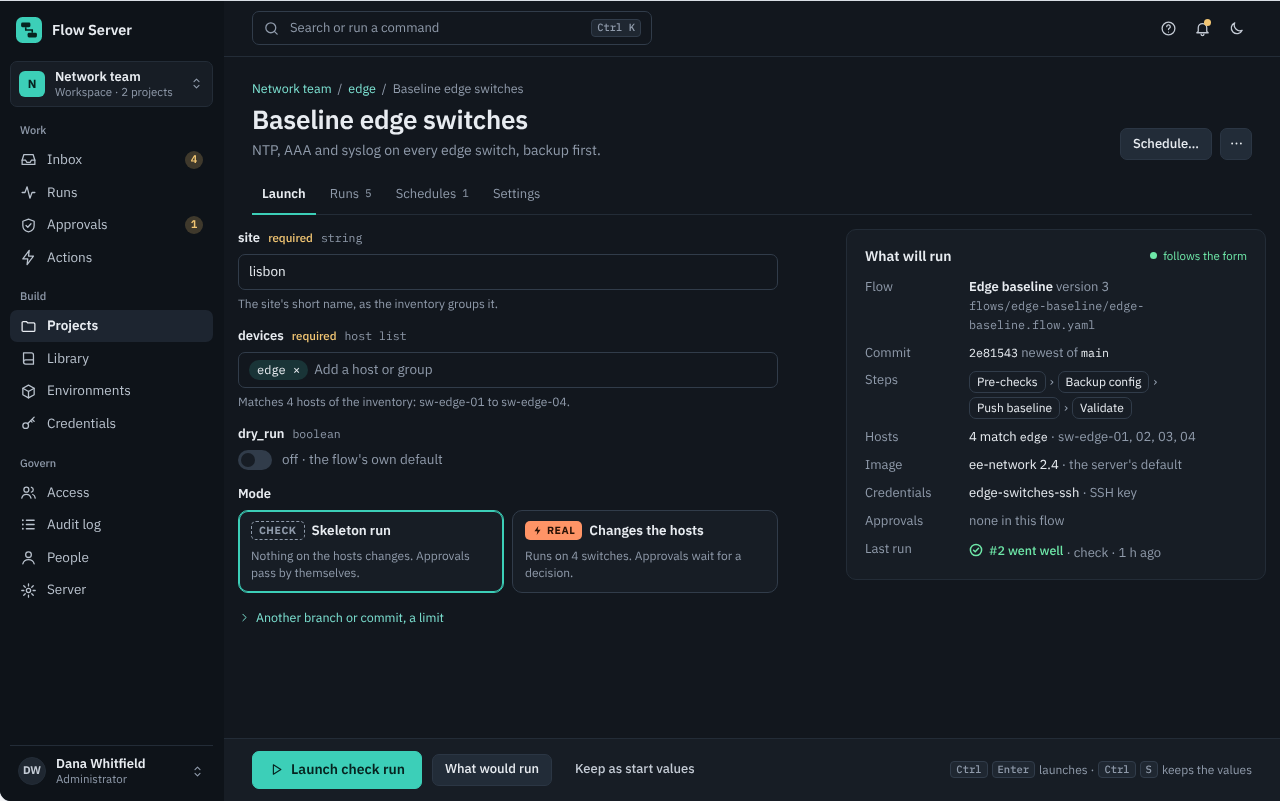 Flow Server
Search or run a command
Ctrl K
N
Network team
Workspace · 2 projects
Work
Inbox 4
Runs
Approvals 1
Actions
Build
Projects
Library
Environments
Credentials
Govern
Access
Audit log
People
Server
DW
Dana Whitfield
Administrator
Network team / edge / Baseline edge switches
Baseline edge switches
NTP, AAA and syslog on every edge switch, backup first.
Schedule...
Launch Runs 5 Schedules 1 Settings
site required string
lisbon
The site's short name, as the inventory groups it.
devices required host list
edge × Add a host or group
Matches 4 hosts of the inventory: sw-edge-01 to sw-edge-04.
dry_run boolean
off · the flow's own default
Mode
CHECK Skeleton run
Nothing on the hosts changes. Approvals
pass by themselves.
REAL Changes the hosts
Runs on 4 switches. Approvals wait for a
decision.
Another branch or commit, a limit
What will run
follows the form
Flow Edge baseline version 3
flows/edge-baseline/edge-
baseline.flow.yaml
Commit 2e81543 newest of main
Steps Pre-checks › Backup config ›
Push baseline › Validate
Hosts 4 match edge · sw-edge-01, 02, 03, 04
Image ee-network 2.4 · the server's default
Credentials edge-switches-ssh · SSH key
Approvals none in this flow
Last run #2 went well · check · 1 h ago
Launch check run
What would run
Keep as start values
Ctrl Enter launches · Ctrl S keeps the values